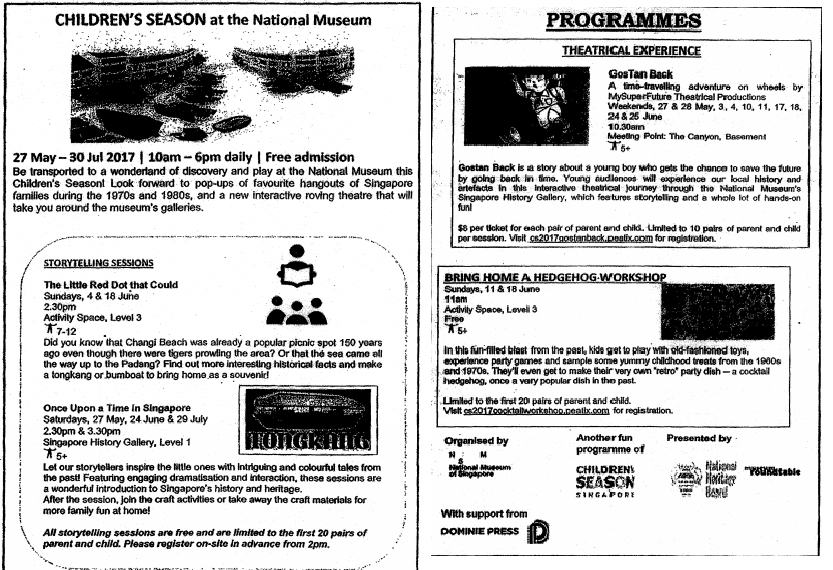 CHILDREN'S SEASON at the National Museum
27 May – 30 Jul 2017 | 10am – 6pm daily | Free admission
Be transported to a wonderland of discovery and play at the National Museum this
Children's Season! Look forward to pop-ups of favourite hangouts of Singapore
families during the 1970s and 1980s, and a new interactive roving theatre that will
take you around the museum's galleries.
STORYTELLING SESSIONS
The Little Red Dot that Could
Sundays, 4 & 18 June
2.30pm
Activity Space, Level 3
7-12
Did you know that Changi Beach was already a popular picnic spot 150 years
ago even though there were tigers prowling the area? Or that the sea came all
the way up to the Padang? Find out more interesting historical facts and make
a tongkang or bumboat to bring home as a souvenir!
Once Upon a Time in Singapore
Saturdays, 27 May, 24 June & 29 July
2.30pm & 3.30pm
Singapore History Gallery, Level 1
5+
TONGKANG
Let our storytellers inspire the little ones with intriguing and colourful tales from
the past! Featuring engaging dramatisation and interaction, these sessions are
a wonderful introduction to Singapore's history and heritage.
After the session, join the craft activities or take away the craft materials for
more family fun at home!
All storytelling sessions are free and are limited to the first 20 pairs of
parent and child. Please register on-site in advance from 2pm.
PROGRAMMES
THEATRICAL EXPERIENCE
GosTan Back
A time-travelling adventure on wheels by
MySuperFuture Theatrical Productions
Weekends, 27 & 28 May, 3, 4, 10, 11, 17, 18,
24 & 25 June
10.30am
Meeting Point: The Canyon, Basement
5+
Gostan Back is a story about a young boy who gets the chance to save the future
by going back in time. Young audiences will experience our local history and
artefacts in this interactive theatrical journey through the National Museum's
Singapore History Gallery, which features storytelling and a whole lot of hands-on
fun!
$8 per ticket for each pair of parent and child. Limited to 10 pairs of parent and child
per session. Visit cs2017gostanback.peatix.com for registration.
BRING HOME A HEDGEHOG WORKSHOP
Sundays, 11 & 18 June
11am
Activity Space, Level 3
Free
5+
In this fun-filled blast from the past, kids get to play with old-fashioned toys,
experience party games and sample some yummy childhood treats from the 1960s
and 1970s. They'll even get to make their very own "retro" party dish – a cocktail
hedgehog, once a very popular dish in the past.
Limited to the first 20 pairs of parent and child.
Visit cs2017cocktailworkshop.peatix.com for registration.
Organised by
N M
S
National Museum
of Singapore
Another fun
programme of
CHILDREN'S
SEASON
SINGAPORE
Presented by
National
Heritage
Board
roundtable
With support from
DOMINIE PRESS